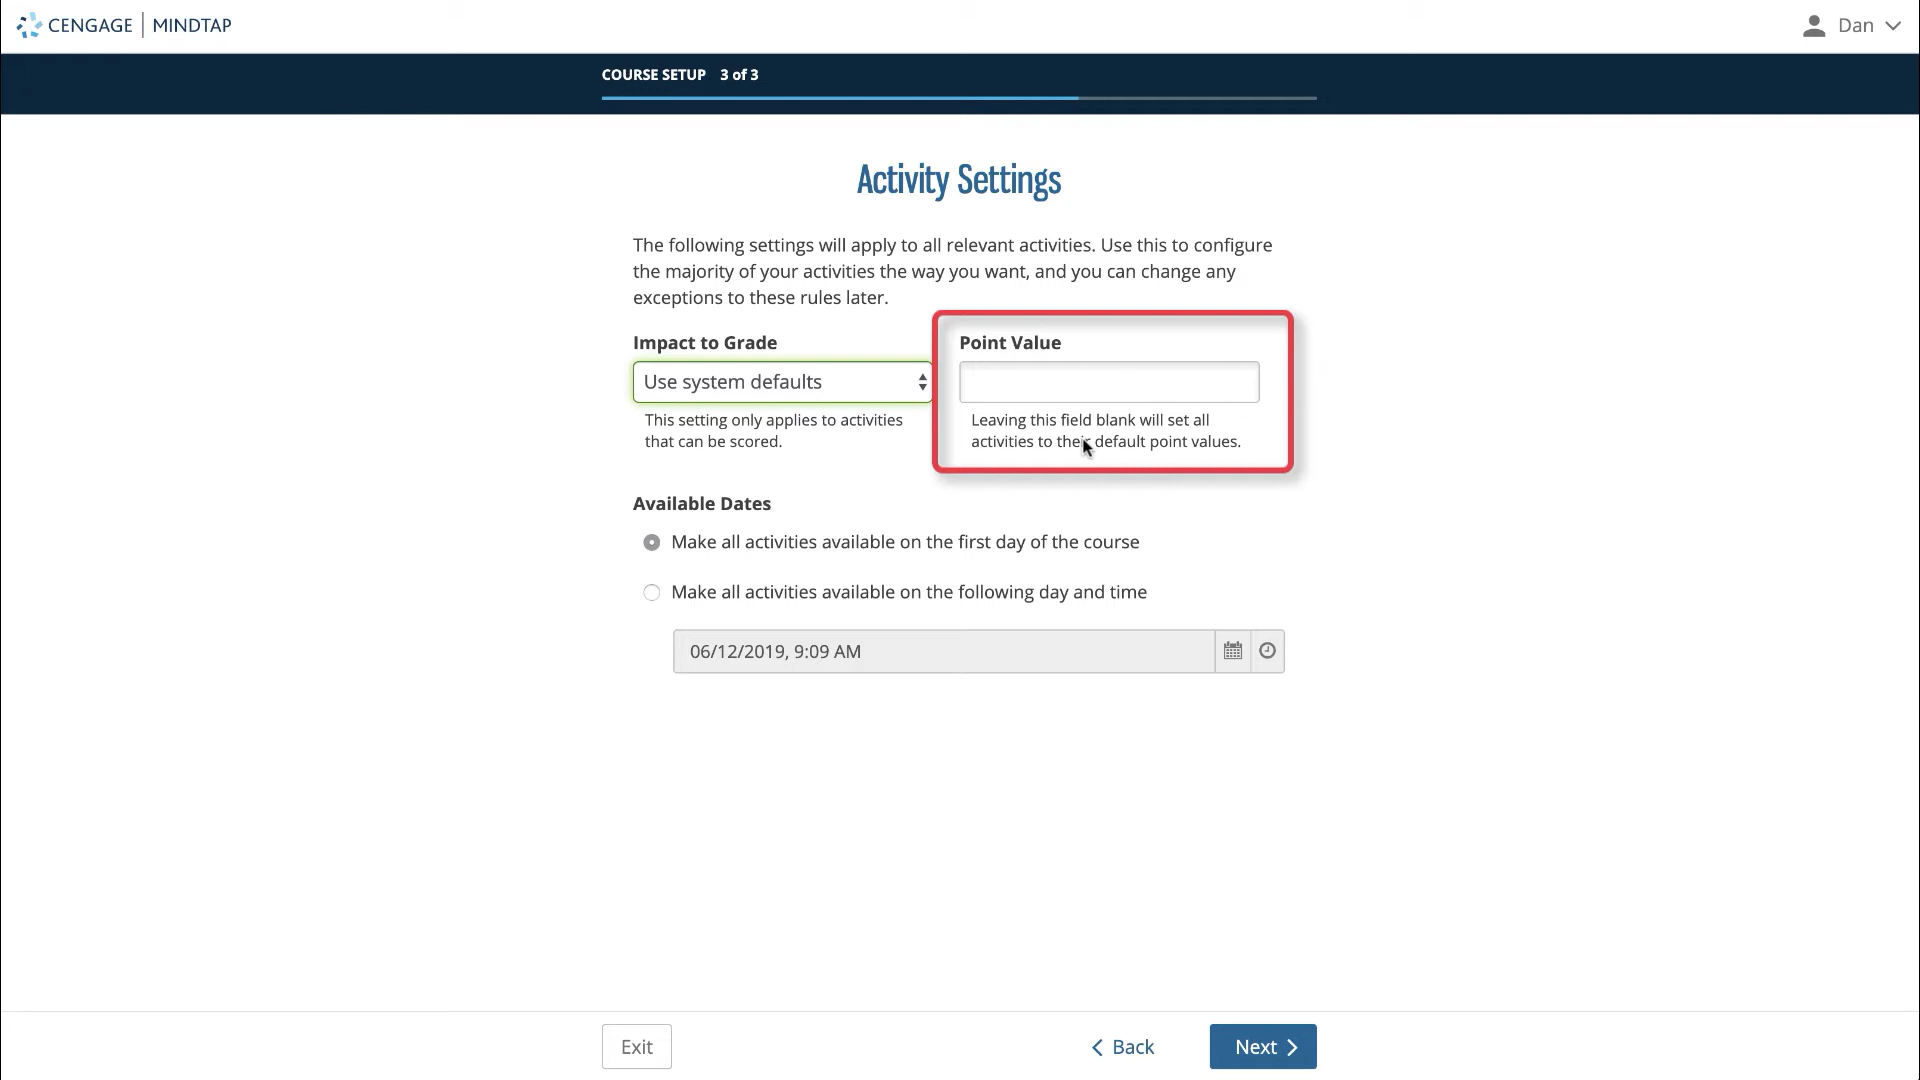 CENGAGE | MINDTAP
Dan
COURSE SETUP 3 of 3
Activity Settings
The following settings will apply to all relevant activities. Use this to configure
the majority of your activities the way you want, and you can change any
exceptions to these rules later.
Impact to Grade
Use system defaults
This setting only applies to activities
that can be scored.
Point Value
Leaving this field blank will set all
activities to their default point values.
Available Dates
Make all activities available on the first day of the course
Make all activities available on the following day and time
06/12/2019, 9:09 AM
Exit
Back
Next